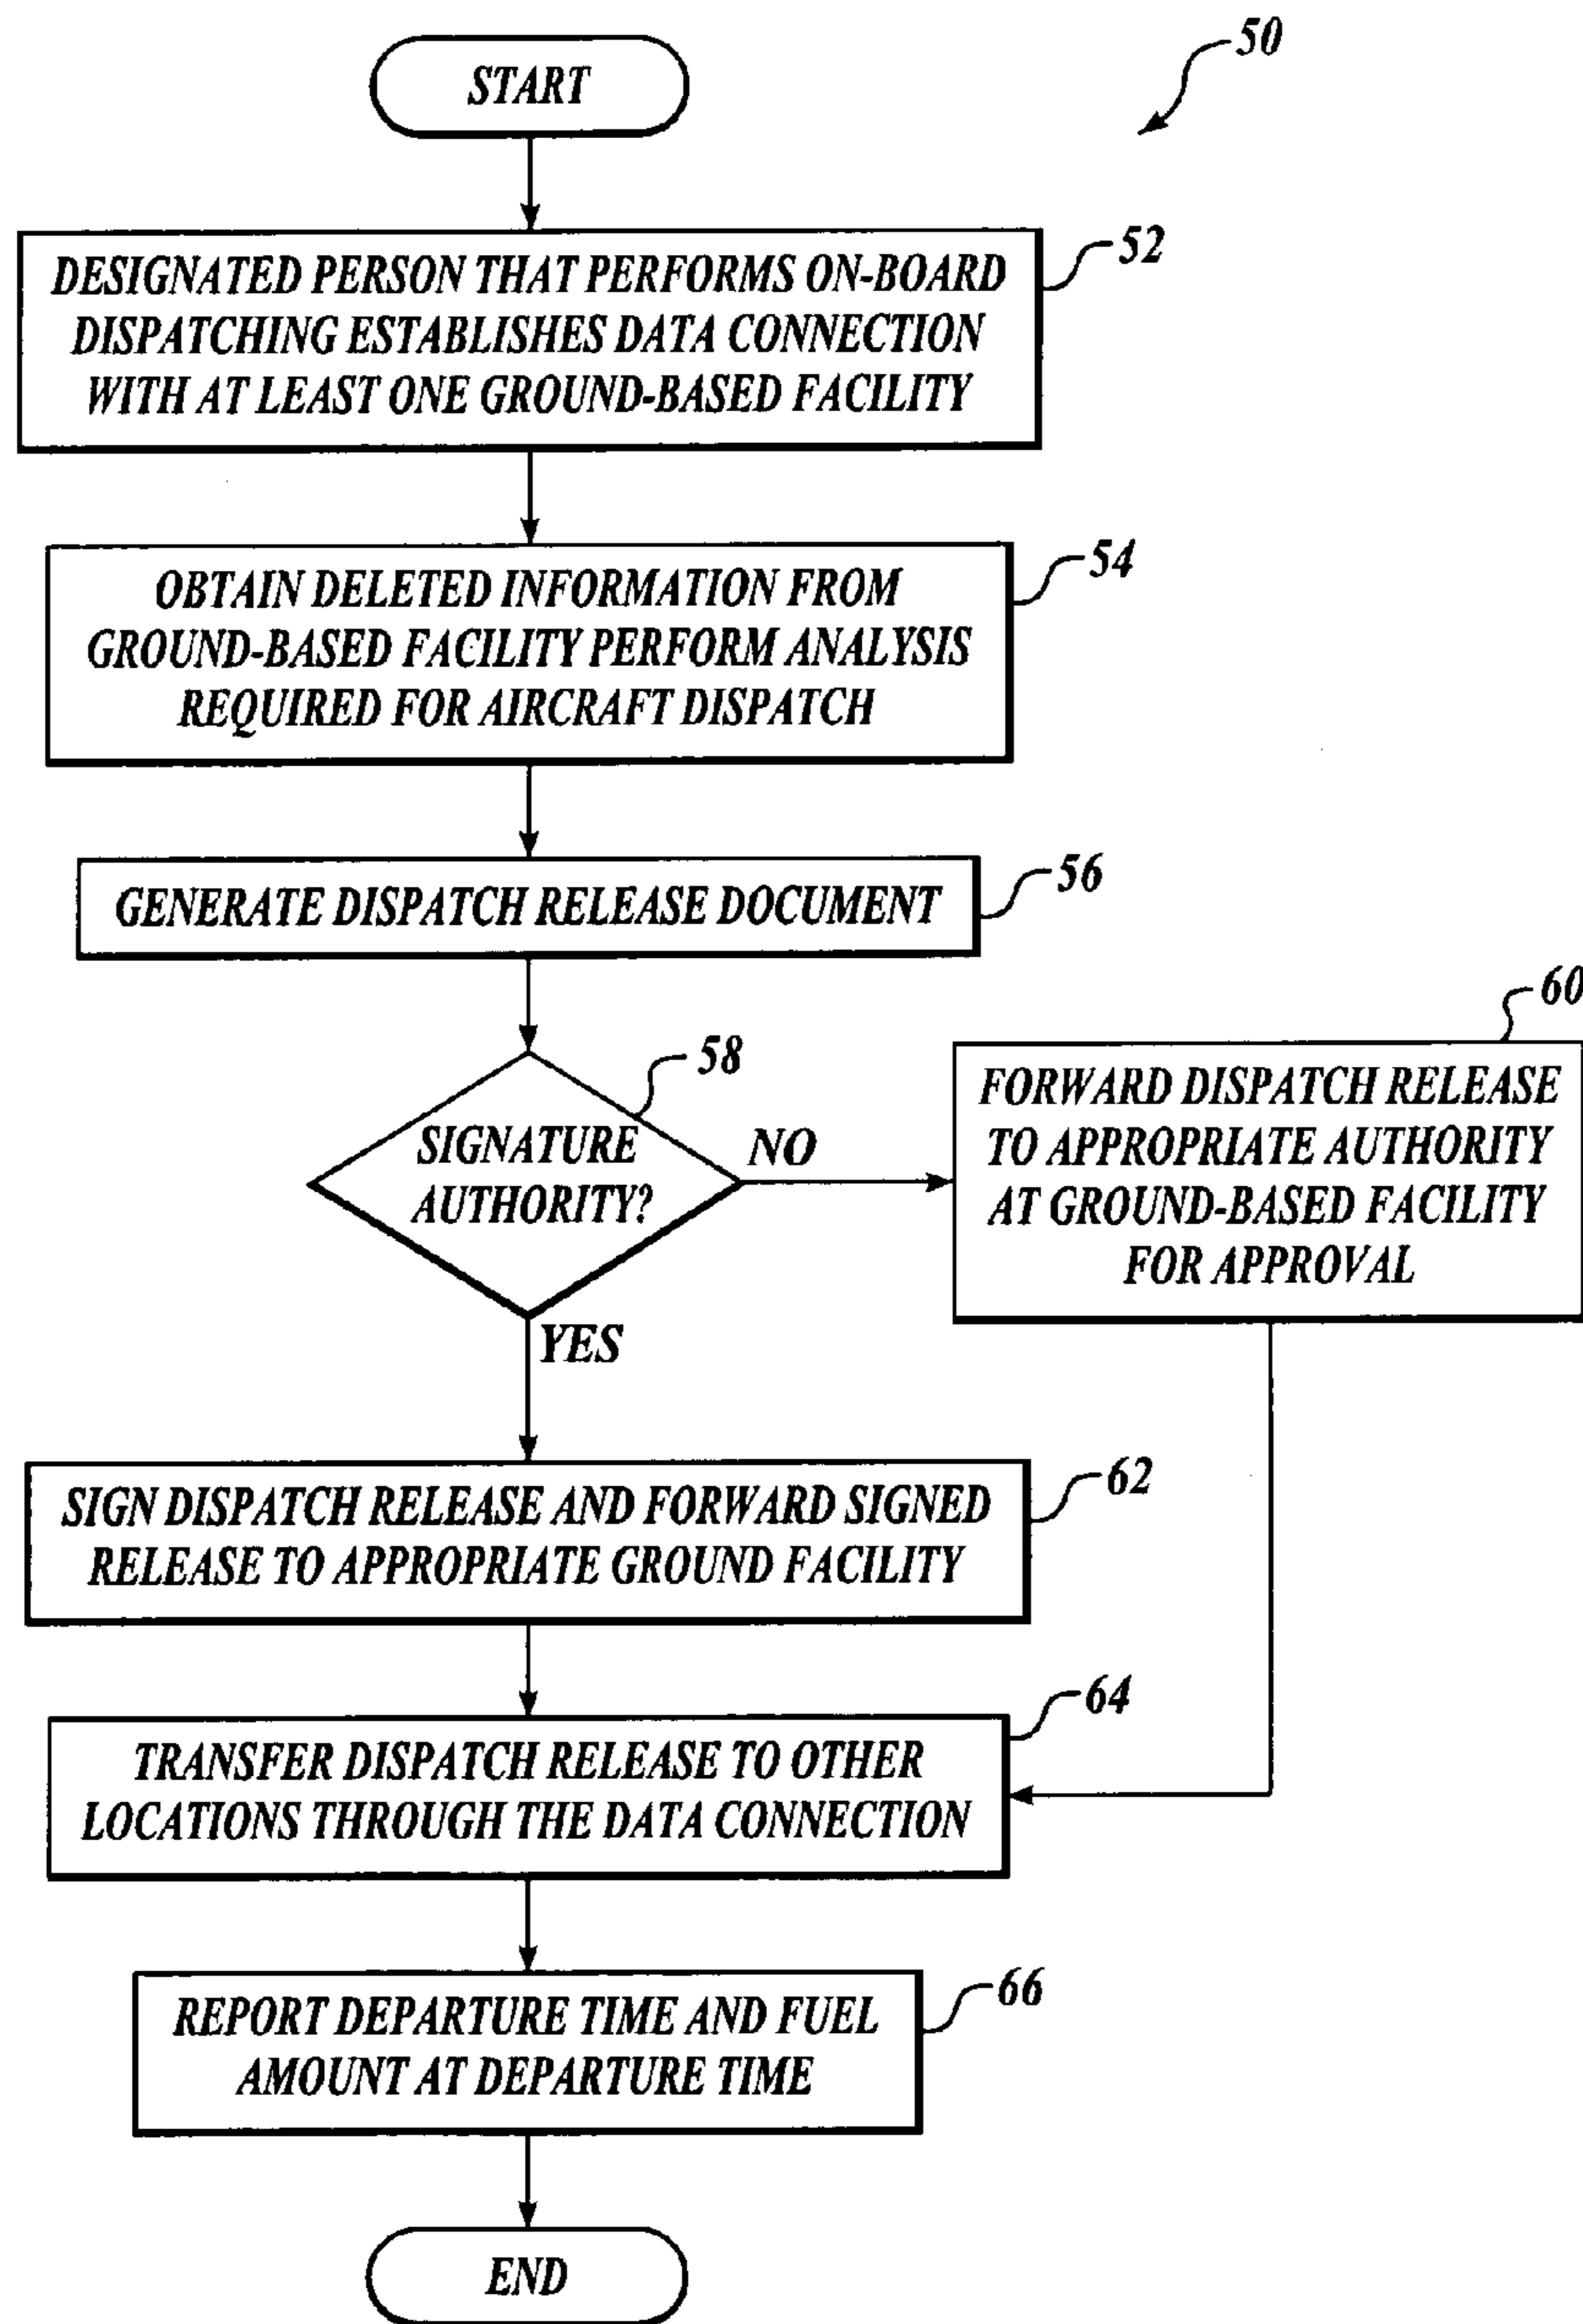 START
50
DESIGNATED PERSON THAT PERFORMS ON-BOARD
DISPATCHING ESTABLISHES DATA CONNECTION
WITH AT LEAST ONE GROUND-BASED FACILITY
52
OBTAIN DELETED INFORMATION FROM
GROUND-BASED FACILITY PERFORM ANALYSIS
REQUIRED FOR AIRCRAFT DISPATCH
54
GENERATE DISPATCH RELEASE DOCUMENT
56
SIGNATURE
AUTHORITY?
58
NO
YES
FORWARD DISPATCH RELEASE
TO APPROPRIATE AUTHORITY
AT GROUND-BASED FACILITY
FOR APPROVAL
60
SIGN DISPATCH RELEASE AND FORWARD SIGNED
RELEASE TO APPROPRIATE GROUND FACILITY
62
TRANSFER DISPATCH RELEASE TO OTHER
LOCATIONS THROUGH THE DATA CONNECTION
64
REPORT DEPARTURE TIME AND FUEL
AMOUNT AT DEPARTURE TIME
66
END